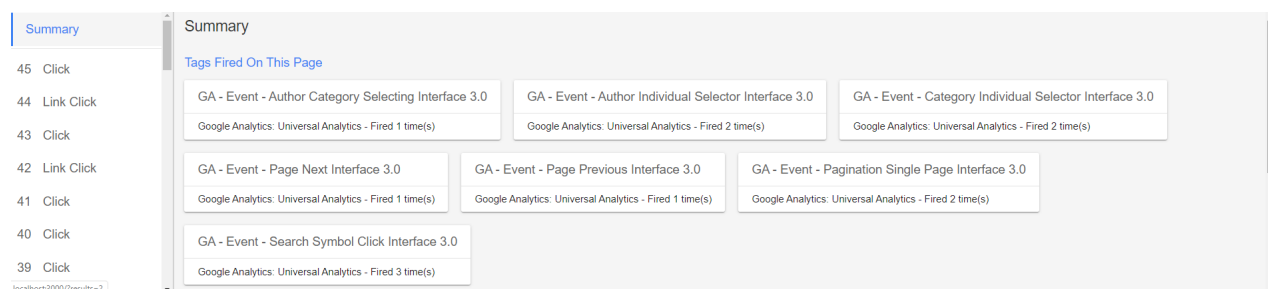 Summary
45 Click
44 Link Click
43 Click
42 Link Click
41 Click
40 Click
39 Click
localhost:3000/?results=2
Summary
Tags Fired On This Page
GA - Event - Author Category Selecting Interface 3.0
Google Analytics: Universal Analytics - Fired 1 time(s)
GA - Event - Author Individual Selector Interface 3.0
Google Analytics: Universal Analytics - Fired 2 time(s)
GA - Event - Category Individual Selector Interface 3.0
Google Analytics: Universal Analytics - Fired 2 time(s)
GA - Event - Page Next Interface 3.0
Google Analytics: Universal Analytics - Fired 1 time(s)
GA - Event - Page Previous Interface 3.0
Google Analytics: Universal Analytics - Fired 1 time(s)
GA - Event - Pagination Single Page Interface 3.0
Google Analytics: Universal Analytics - Fired 2 time(s)
GA - Event - Search Symbol Click Interface 3.0
Google Analytics: Universal Analytics - Fired 3 time(s)